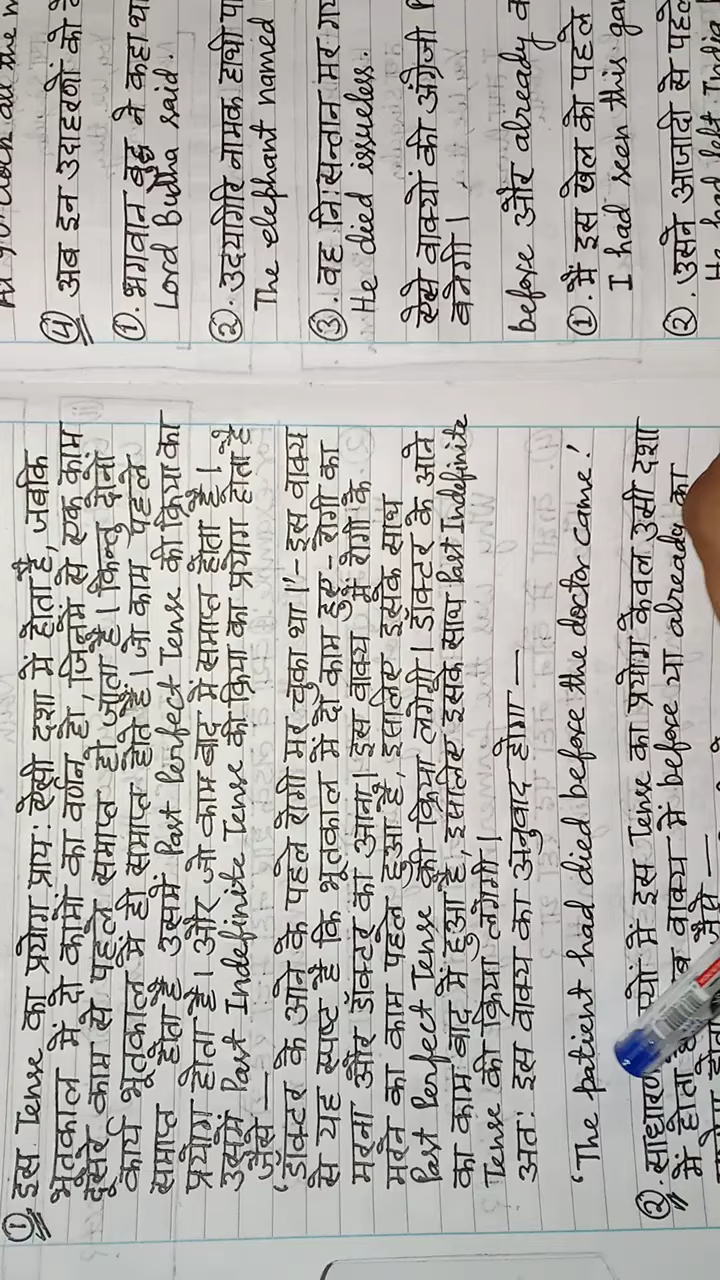 ① इस Tense का प्रयोग प्रायः ऐसी दशा में होता है, जबकि
भूतकाल में दो कामों का वर्णन हो, जिनमें से एक काम
दूसरे काम से पहले समाप्त हो जाता है। किन्तु दोनों
कार्य भूतकाल में ही समाप्त होते हैं। जो काम पहले
समाप्त होता है उसमें Past Perfect Tense की क्रिया का
प्रयोग होता है। और जो काम बाद में समाप्त होता है।
उसमें Past Indefinite Tense की क्रिया का प्रयोग होता है
जैसे —
'डॉक्टर के आने के पहले रोगी मर चुका था।'- इस वाक्य
से यह स्पष्ट है कि भूतकाल में दो काम हुए - रोगी का
मरना और डॉक्टर का आना। इस वाक्य में रोगी के
मरने का काम पहले हुआ है, इसलिए इसके साथ
Past Perfect Tense की क्रिया लगेगी। डॉक्टर के आने
का काम बाद में हुआ है, इसलिए इसके साथ Past Indefinite
Tense की क्रिया लगेगी।
अतः इस वाक्य का अनुवाद होगा —
'The patient had died before the doctor came.'
② साधारण में इस Tense का प्रयोग केवल उसी दशा
में होता वाक्य में before या already का
जैसे —
④ अब इन उदाहरणों को
①. भगवान बुद्ध ने कहा था
Lord Budha said.
②. उदयगिरि नामक हाथी
The elephant named
③. वह निःसन्तान मर
He died issueless.
ऐसे वाक्यों की अंग्रेजी
बनेगी।
before और already
①. मैं इस खेल को पहले
I had seen this
②. उसने आजादी से पहले
He had left India